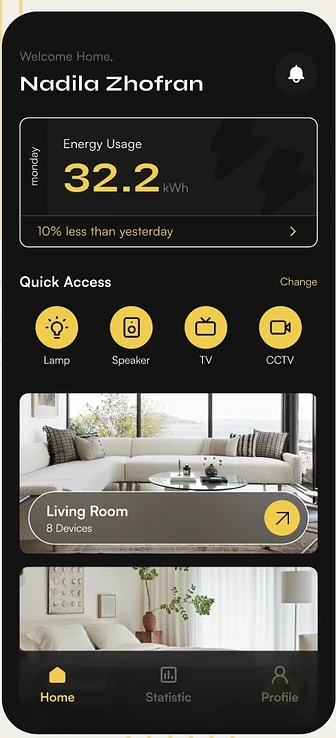 Welcome Home,
Nadila Zhofran
monday
Energy Usage
32.2 kWh
10% less than yesterday
Quick Access
Change
Lamp
Speaker
TV
CCTV
Living Room
8 Devices
Home
Statistic
Profile